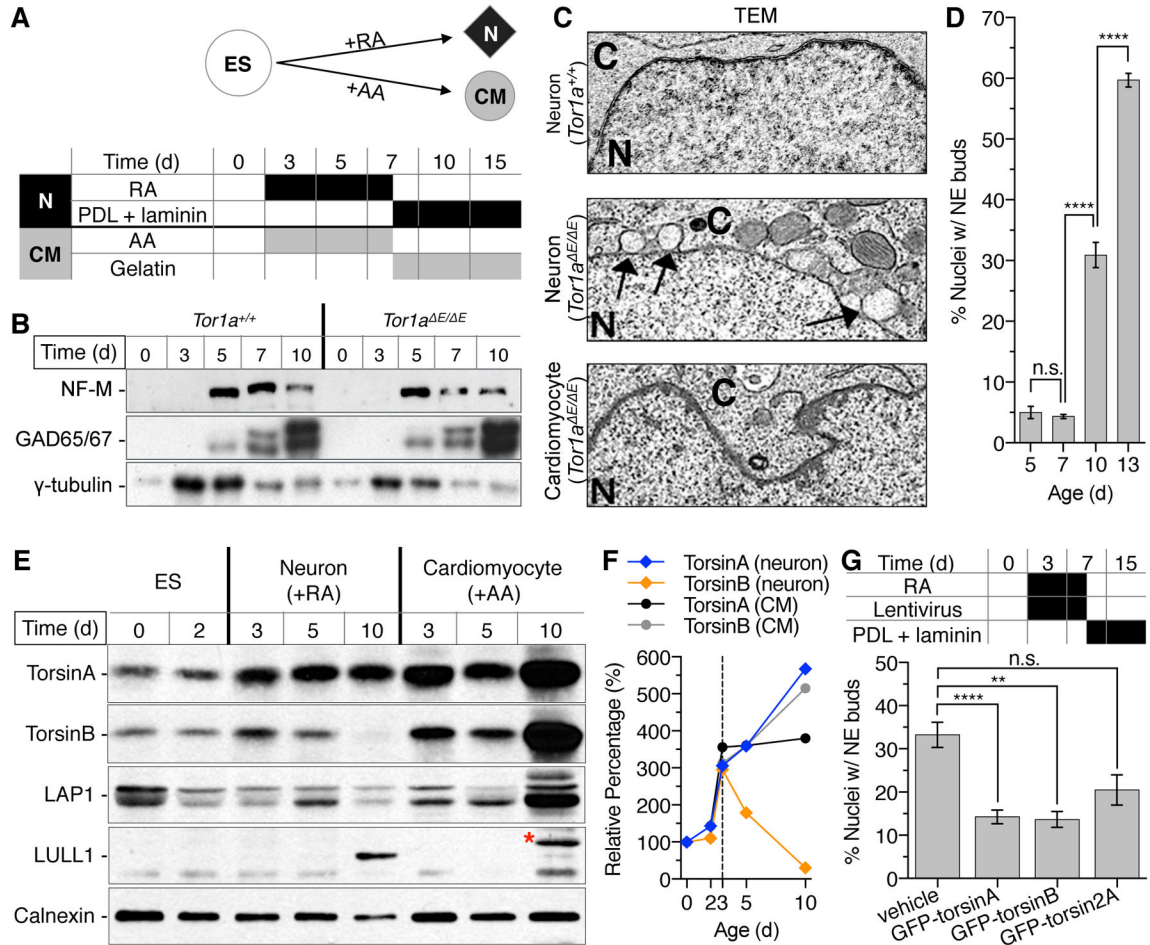 A
ES
+RA
+AA
N
CM
Time (d) 0 3 5 7 10 15
N
RA
PDL + laminin
CM
AA
Gelatin
B
Tor1a+/+ Tor1aΔE/ΔE
Time (d) 0 3 5 7 10 0 3 5 7 10
NF-M
GAD65/67
γ-tubulin
C
TEM
Neuron
(Tor1a+/+)
C
N
Neuron
(Tor1aΔE/ΔE)
C
N
Cardiomyocyte
(Tor1aΔE/ΔE)
C
N
D
% Nuclei w/ NE buds
70
60
50
40
30
20
10
0
n.s.
****
****
5 7 10 13
Age (d)
E
ES Neuron (+RA) Cardiomyocyte (+AA)
Time (d) 0 2 3 5 10 3 5 10
TorsinA
TorsinB
LAP1
LULL1
*
Calnexin
F
TorsinA (neuron)
TorsinB (neuron)
TorsinA (CM)
TorsinB (CM)
Relative Percentage (%)
600
500
400
300
200
100
0
0 2 3 5 10
Age (d)
G
Time (d) 0 3 7 15
RA
Lentivirus
PDL + laminin
% Nuclei w/ NE buds
50
40
30
20
10
0
n.s.
**
****
vehicle
GFP-torsinA
GFP-torsinB
GFP-torsin2A